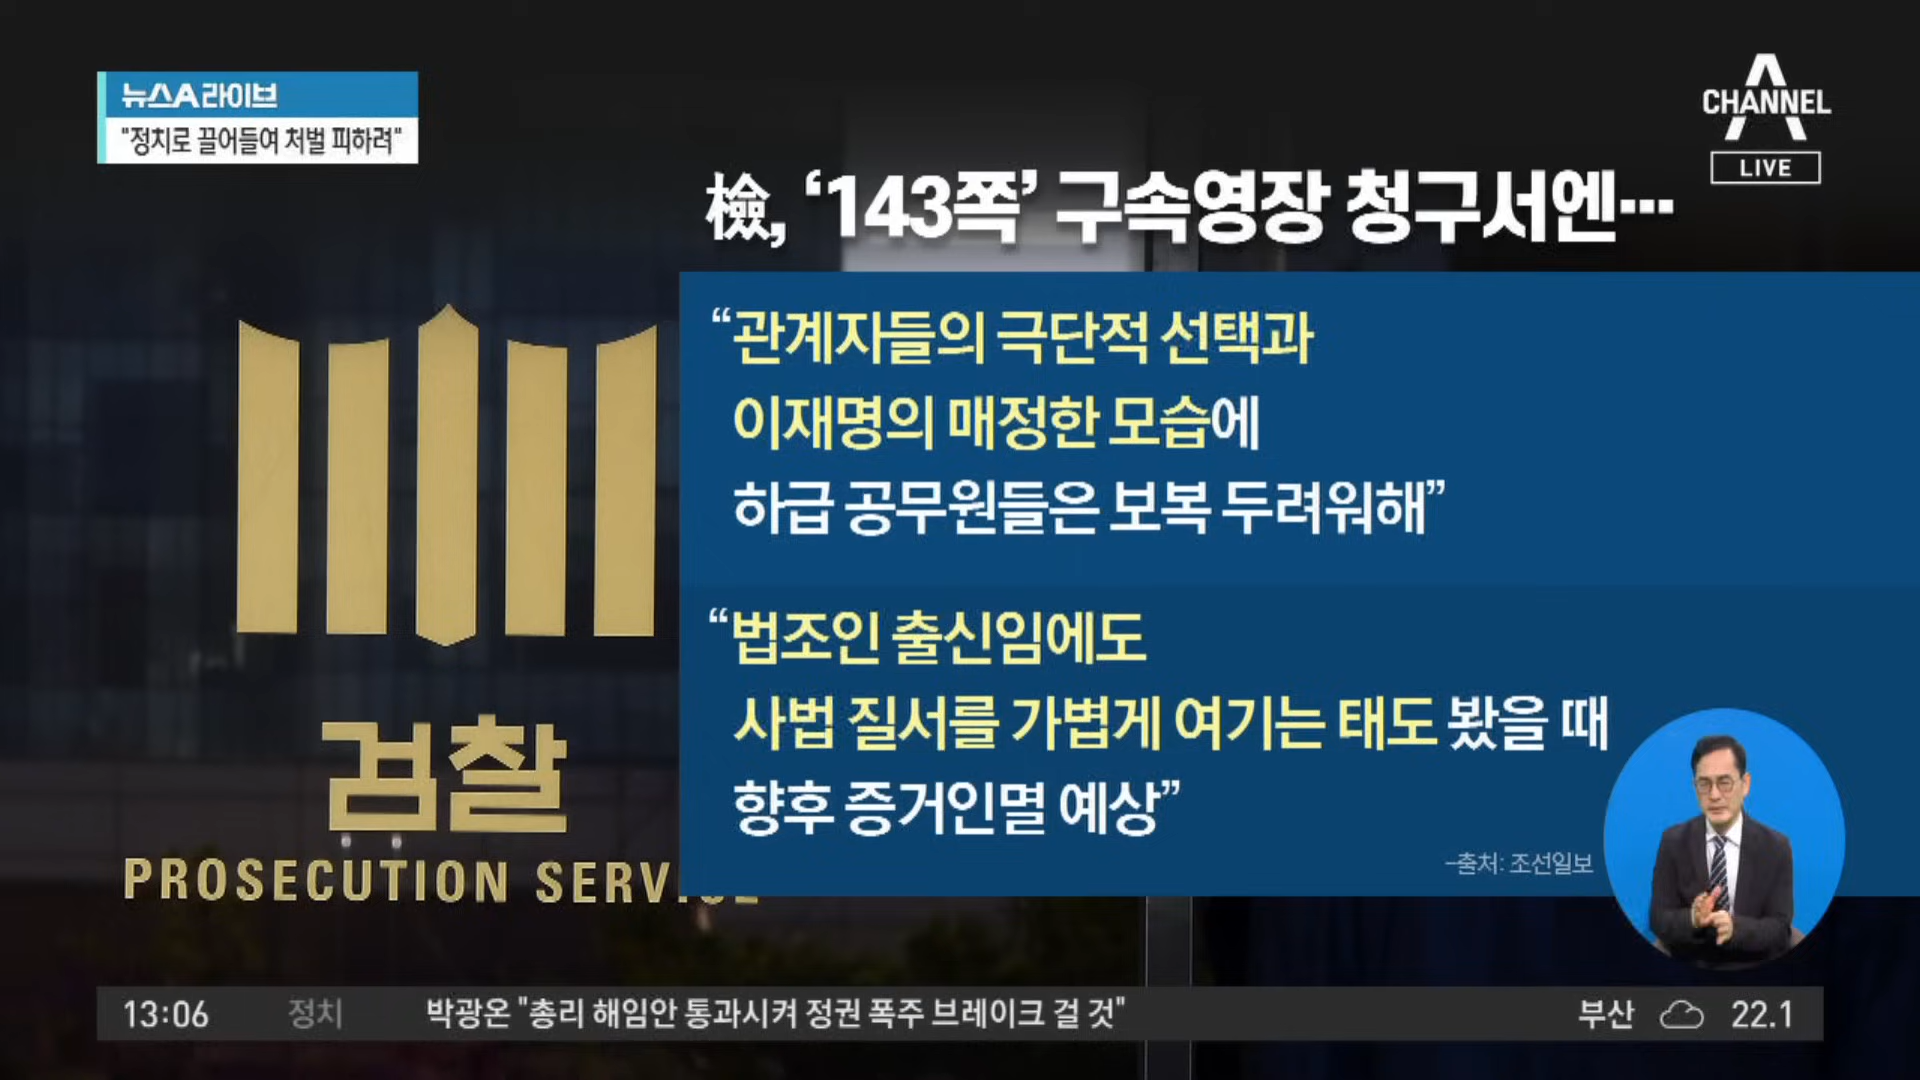 뉴스A 라이브
"정치로 끌어들여 처벌 피하려"
CHANNEL A
LIVE
檢, ‘143쪽’ 구속영장 청구서엔…
“관계자들의 극단적 선택과
이재명의 매정한 모습에
하급 공무원들은 보복 두려워해”
“법조인 출신임에도
사법 질서를 가볍게 여기는 태도 봤을 때
향후 증거인멸 예상”
-출처: 조선일보
검찰
PROSECUTION SERVICE
13:06 정치 박광온 "총리 해임안 통과시켜 정권 폭주 브레이크 걸 것" 부산 22.1